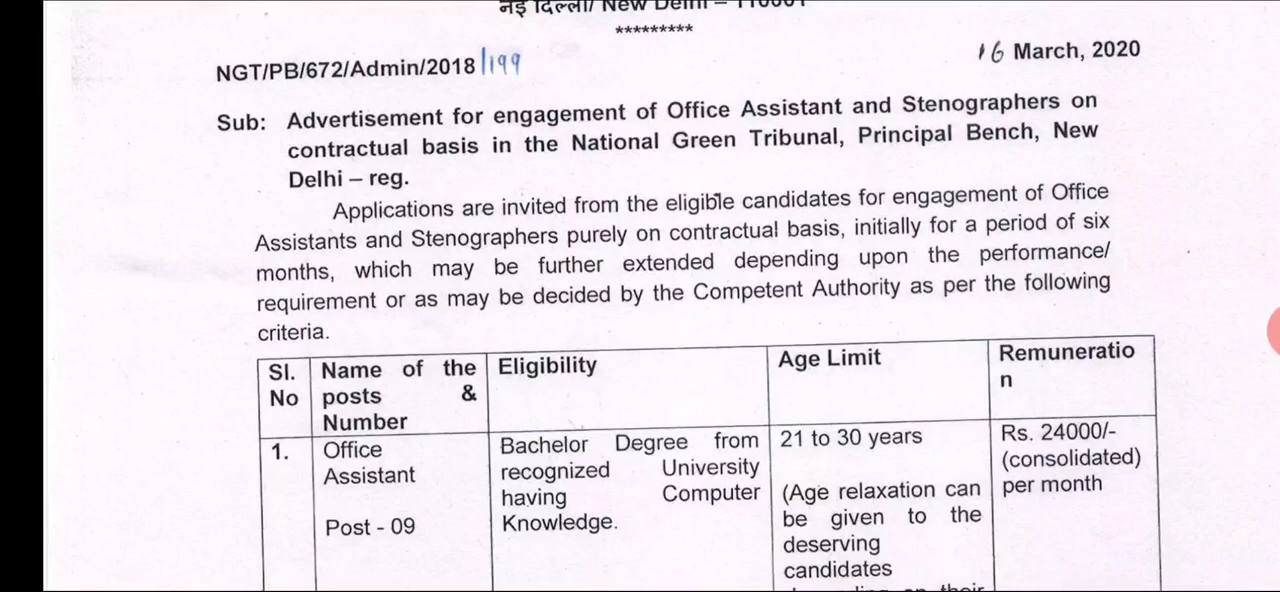 नई दिल्ली/ New Delhi – 110001
*********
NGT/PB/672/Admin/2018/199
16 March, 2020
Sub: Advertisement for engagement of Office Assistant and Stenographers on
contractual basis in the National Green Tribunal, Principal Bench, New
Delhi – reg.
Applications are invited from the eligible candidates for engagement of Office
Assistants and Stenographers purely on contractual basis, initially for a period of six
months, which may be further extended depending upon the performance/
requirement or as may be decided by the Competent Authority as per the following
criteria.
Sl. No
Name of the posts & Number
Eligibility
Age Limit
Remuneratio
n
1.
Office
Assistant
Post - 09
Bachelor Degree from
recognized University
having Computer
Knowledge.
21 to 30 years
(Age relaxation can
be given to the
deserving
candidates
depending on their
Rs. 24000/-
(consolidated)
per month